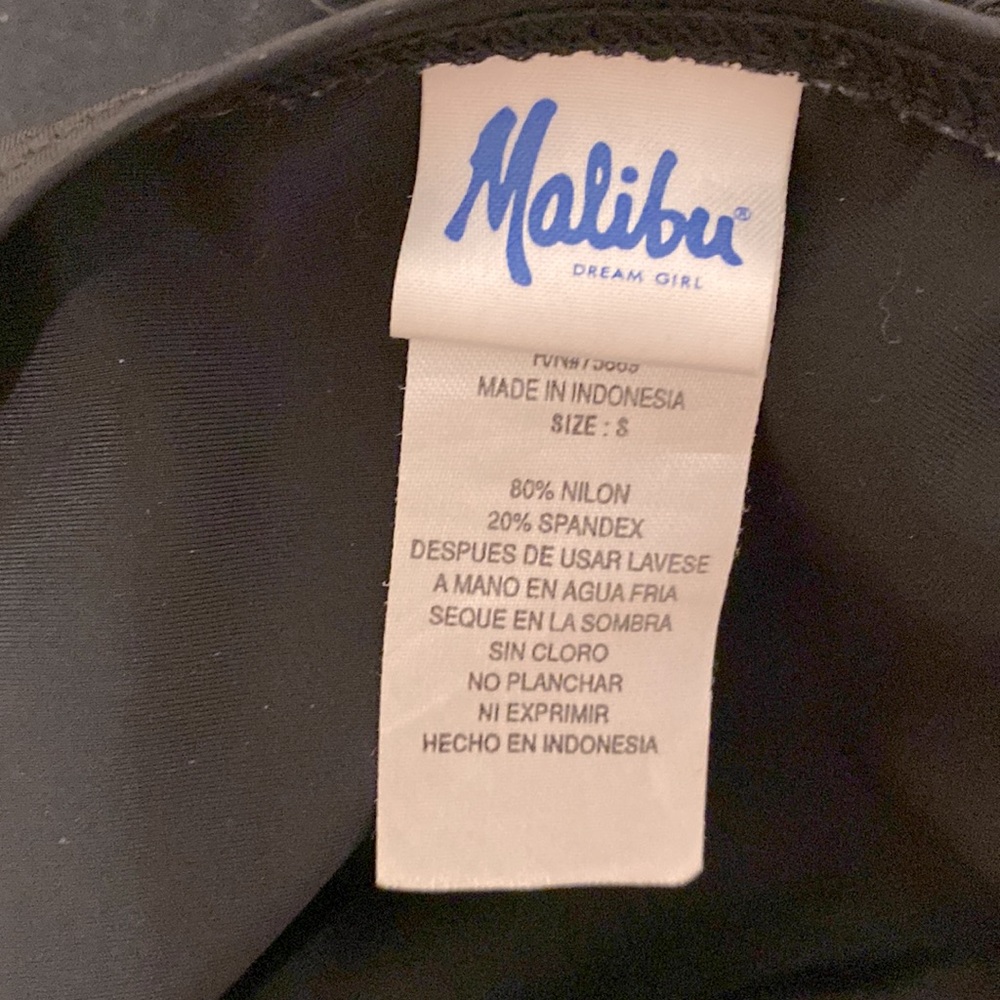 Malibu®
DREAM GIRL
MADE IN INDONESIA
SIZE : S
80% NILON
20% SPANDEX
DESPUES DE USAR LAVESE
A MANO EN AGUA FRIA
SEQUE EN LA SOMBRA
SIN CLORO
NO PLANCHAR
NI EXPRIMIR
HECHO EN INDONESIA